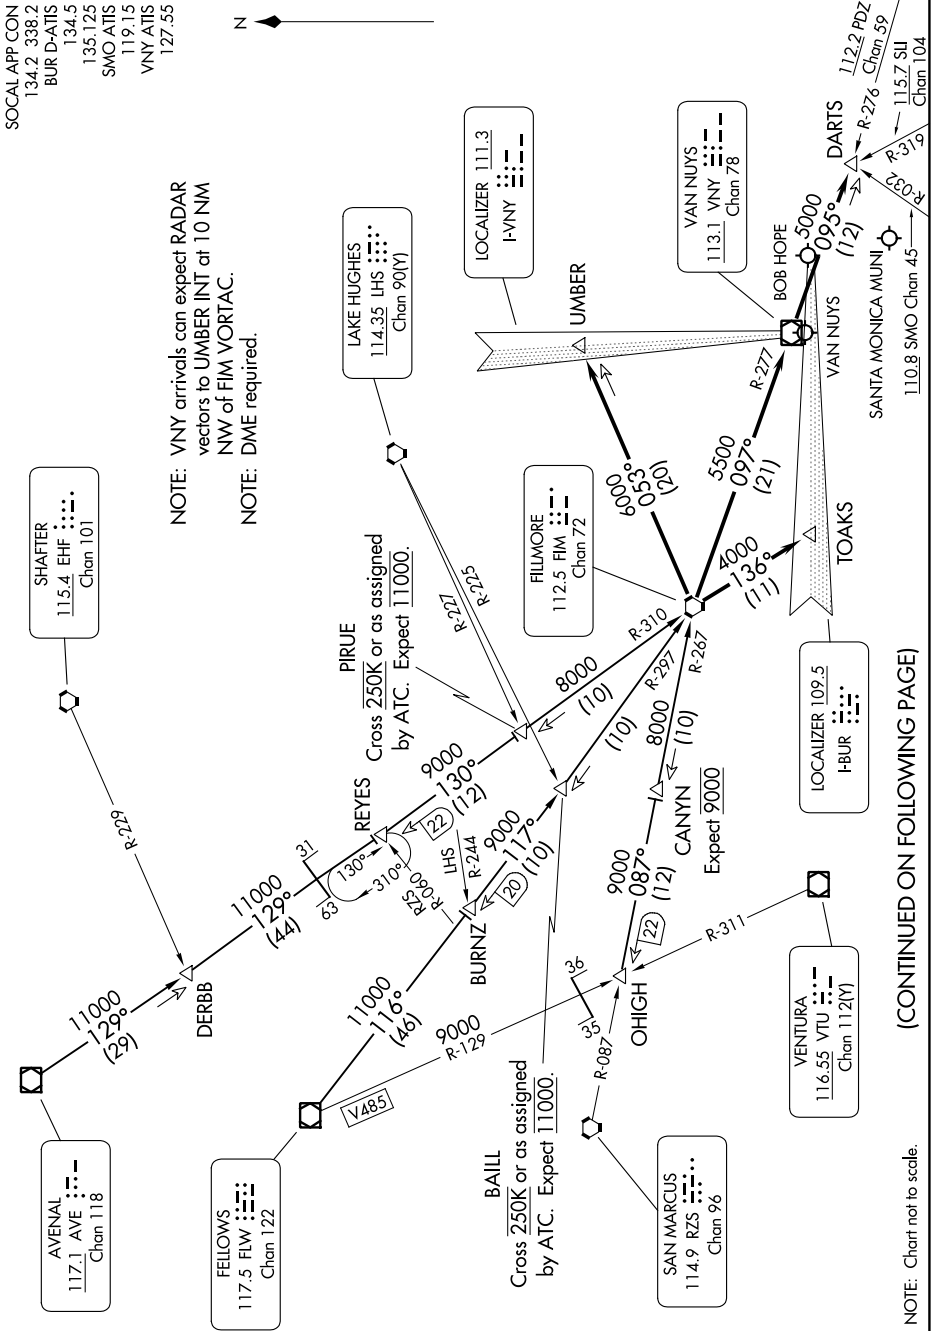 SOCAL APP CON
134.2 338.2
BUR D-ATIS
134.5
135.125
SMO ATIS
119.15
VNY ATIS
127.55
N
NOTE: VNY arrivals can expect RADAR
vectors to UMBER INT at 10 NM
NW of FIM VORTAC.
NOTE: DME required.
SHAFTER
115.4 EHF
Chan 101
LAKE HUGHES
114.35 LHS
Chan 90(Y)
LOCALIZER 111.3
I-VNY
VAN NUYS
113.1 VNY
Chan 78
112.2 PDZ
Chan 59
R-276
115.7 SLI
Chan 104
R-319
DARTS
R-032
110.8 SMO Chan 45
SANTA MONICA MUNI
BOB HOPE
5000
095°
(12)
VAN NUYS
UMBER
R-277
6000
053°
(20)
5500
097°
(21)
4000
136°
(11)
TOAKS
LOCALIZER 109.5
I-BUR
FILLMORE
112.5 FIM
Chan 72
R-225
R-227
PIRUE
Cross 250K or as assigned
by ATC. Expect 11000.
R-310
8000
(10)
R-297
(10)
R-267
8000
(10)
CANYN
Expect 9000
9000
130°
(12)
REYES
22
130°
310°
31
63
R-229
11000
129°
(44)
DERBB
11000
129°
(29)
AVENAL
117.1 AVE
Chan 118
RZS
R-060
LHS
R-244
9000
117°
(10)
20
BURNZ
11000
116°
(46)
FELLOWS
117.5 FLW
Chan 122
V485
9000
R-129
BAILL
Cross 250K or as assigned
by ATC. Expect 11000.
9000
087°
(12)
22
OHIGH
36
35
R-087
R-311
SAN MARCUS
114.9 RZS
Chan 96
VENTURA
116.55 VTU
Chan 112(Y)
(CONTINUED ON FOLLOWING PAGE)
NOTE: Chart not to scale.